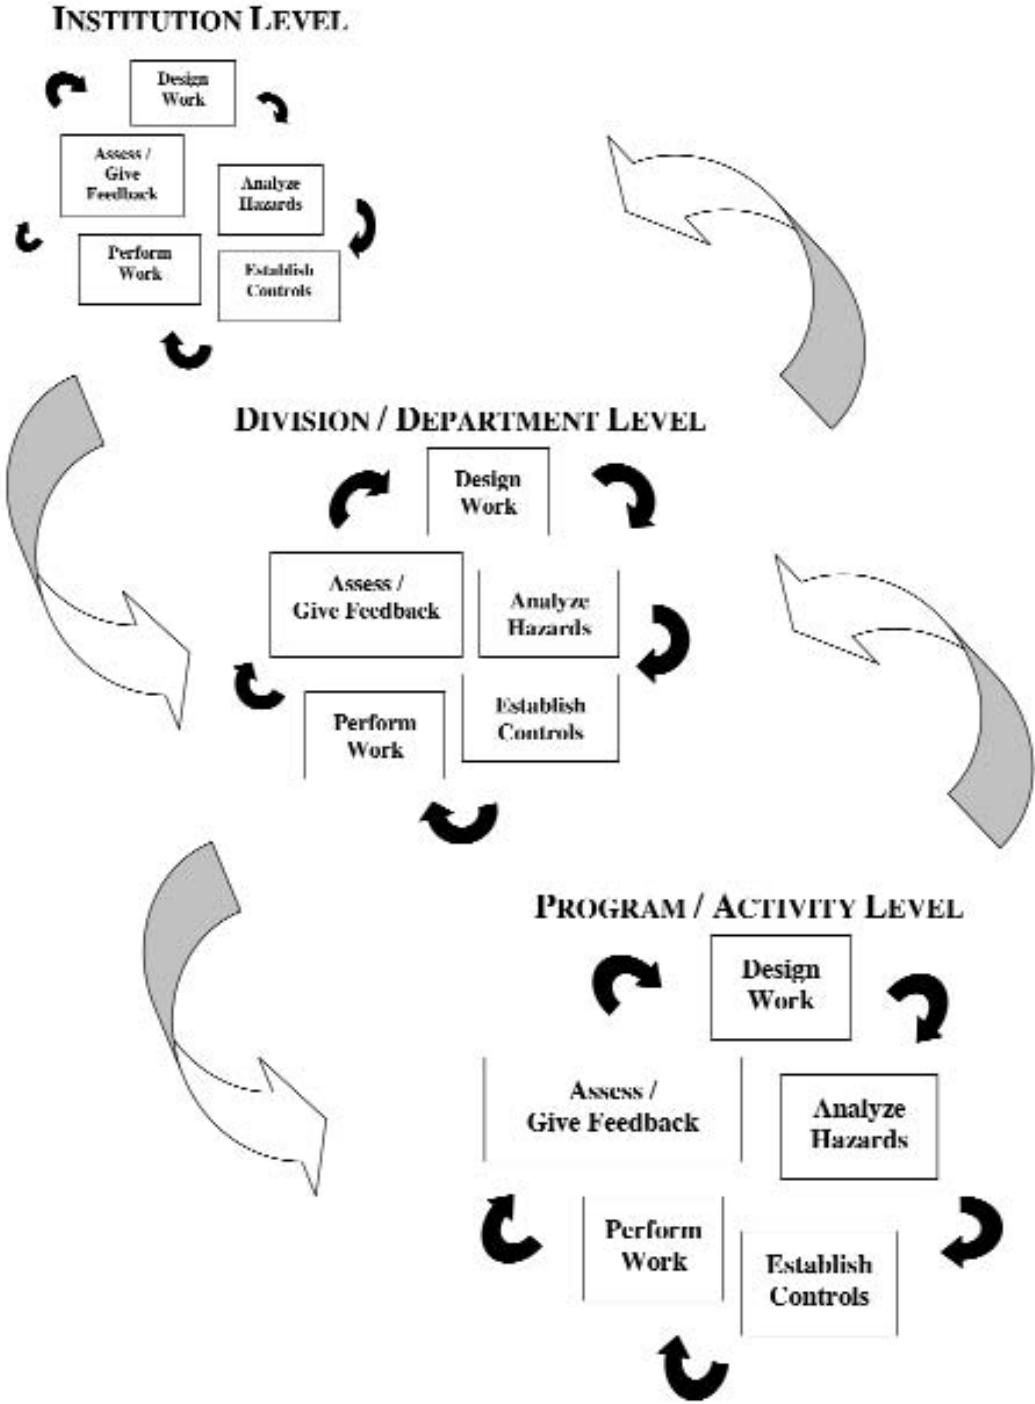 INSTITUTION LEVEL
Design
Work
Assess /
Give
Feedback
Analyze
Hazards
Perform
Work
Establish
Controls
DIVISION / DEPARTMENT LEVEL
Design
Work
Assess /
Give Feedback
Analyze
Hazards
Establish
Controls
Perform
Work
PROGRAM / ACTIVITY LEVEL
Design
Work
Assess /
Give Feedback
Analyze
Hazards
Perform
Work
Establish
Controls